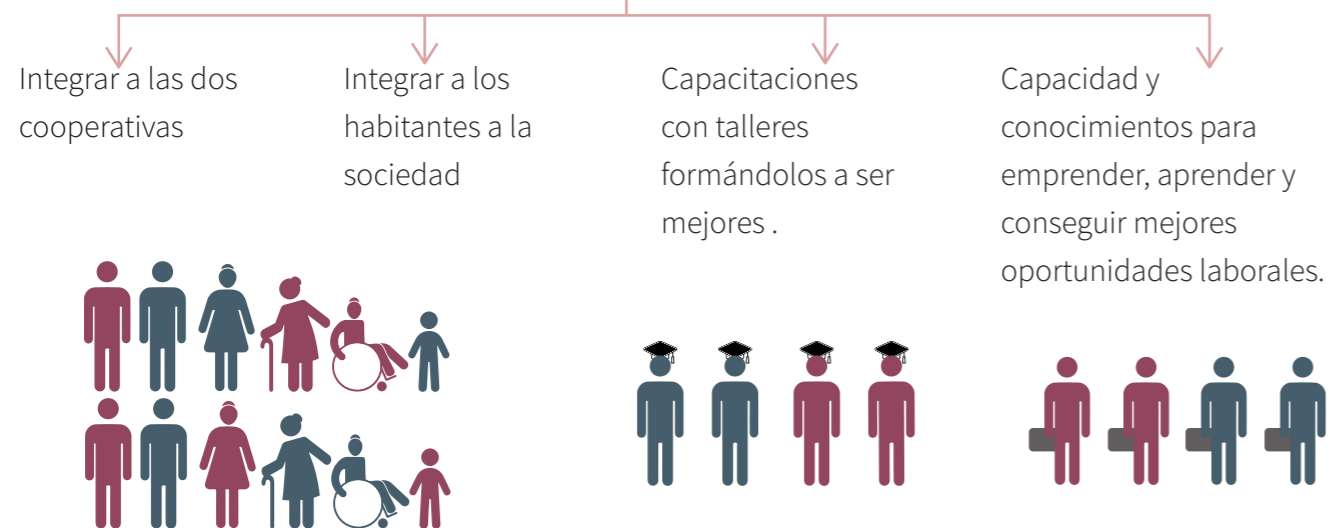 Integrar a las dos
cooperativas
Integrar a los
habitantes a la
sociedad
Capacitaciones
con talleres
formándolos a ser
mejores .
Capacidad y
conocimientos para
emprender, aprender y
conseguir mejores
oportunidades laborales.